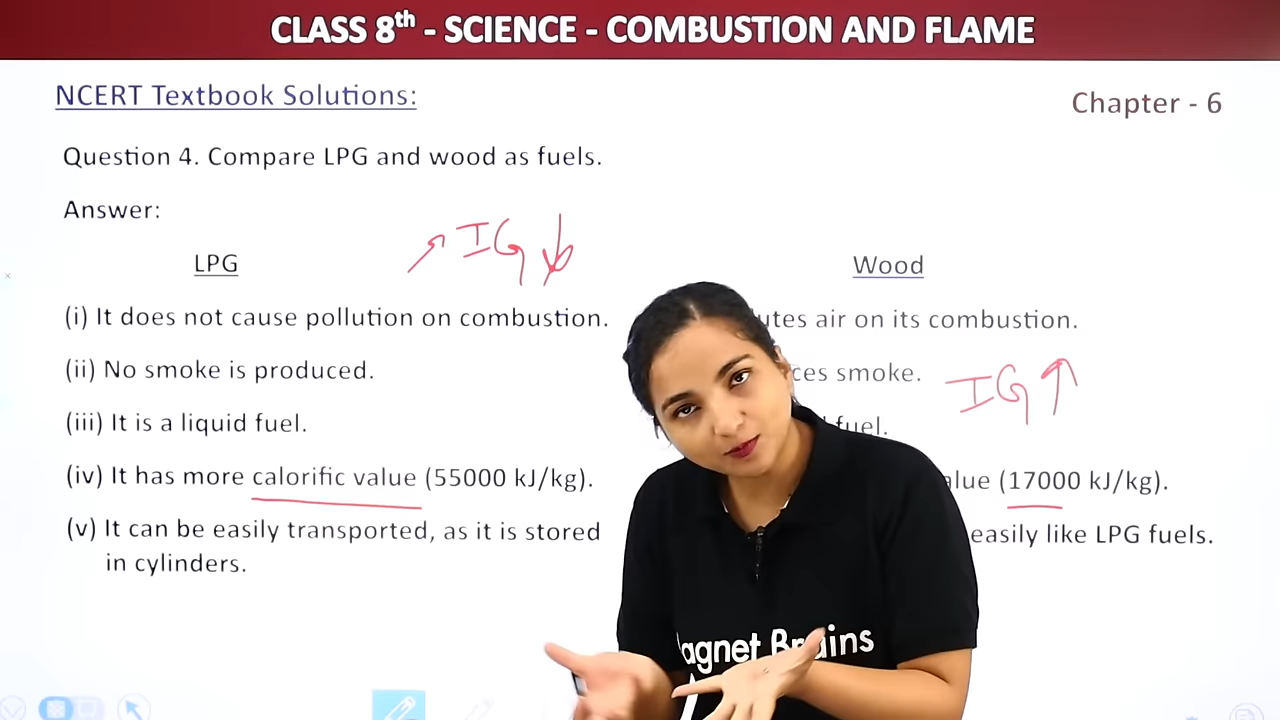 CLASS 8th - SCIENCE - COMBUSTION AND FLAME
NCERT Textbook Solutions:
Chapter - 6
Question 4. Compare LPG and wood as fuels.
Answer:
IG
LPG
Wood
(i) It does not cause pollution on combustion.
utes air on its combustion.
(ii) No smoke is produced.
ces smoke.
IG
(iii) It is a liquid fuel.
fuel.
(iv) It has more calorific value (55000 kJ/kg).
alue (17000 kJ/kg).
(v) It can be easily transported, as it is stored
in cylinders.
easily like LPG fuels.
agnet Brains